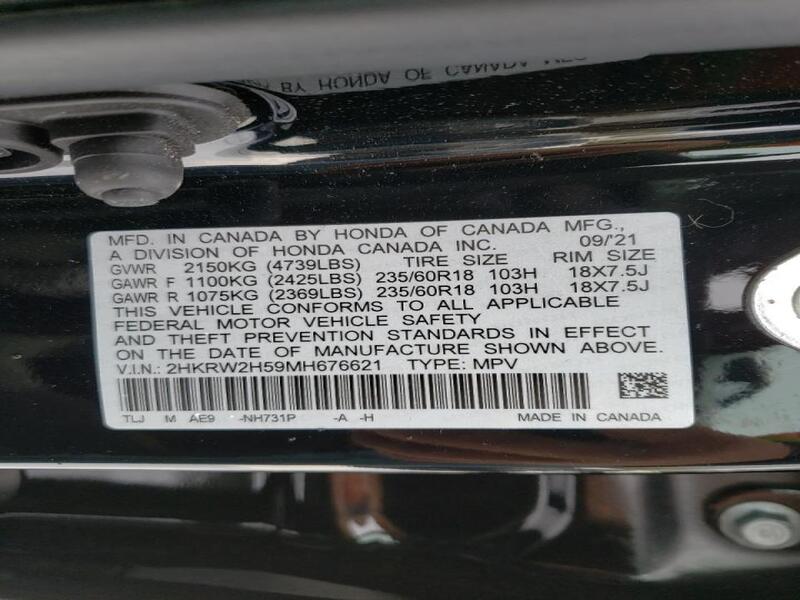 BY HONDA OF CANADA
MFD. IN CANADA BY HONDA OF CANADA MFG.,
A DIVISION OF HONDA CANADA INC. 09/'21
GVWR 2150KG (4739LBS) TIRE SIZE RIM SIZE
GAWR F 1100KG (2425LBS) 235/60R18 103H 18X7.5J
GAWR R 1075KG (2369LBS) 235/60R18 103H 18X7.5J
THIS VEHICLE CONFORMS TO ALL APPLICABLE
FEDERAL MOTOR VEHICLE SAFETY
AND THEFT PREVENTION STANDARDS IN EFFECT
ON THE DATE OF MANUFACTURE SHOWN ABOVE.
V.I.N.: 2HKRW2H59MH676621 TYPE: MPV
TLJ M AE9 -NH731P -A -H MADE IN CANADA